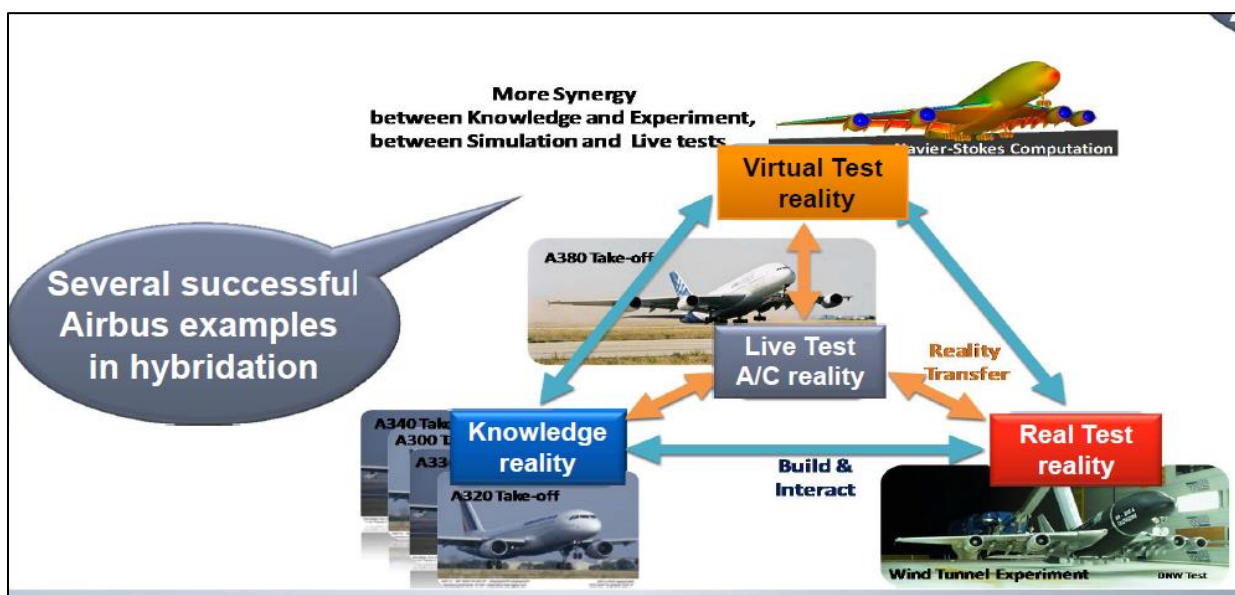 More Synergy
between Knowledge and Experiment,
between Simulation and Live tests
Navier-Stokes Computation
Virtual Test
reality
A380 Take-off
Several successful
Airbus examples
in hybridation
Live Test
A/C reality
Reality
Transfer
A340
A300
Knowledge
reality
A320 Take-off
Build &
Interact
Real Test
reality
Wind Tunnel Experiment
DNW Test